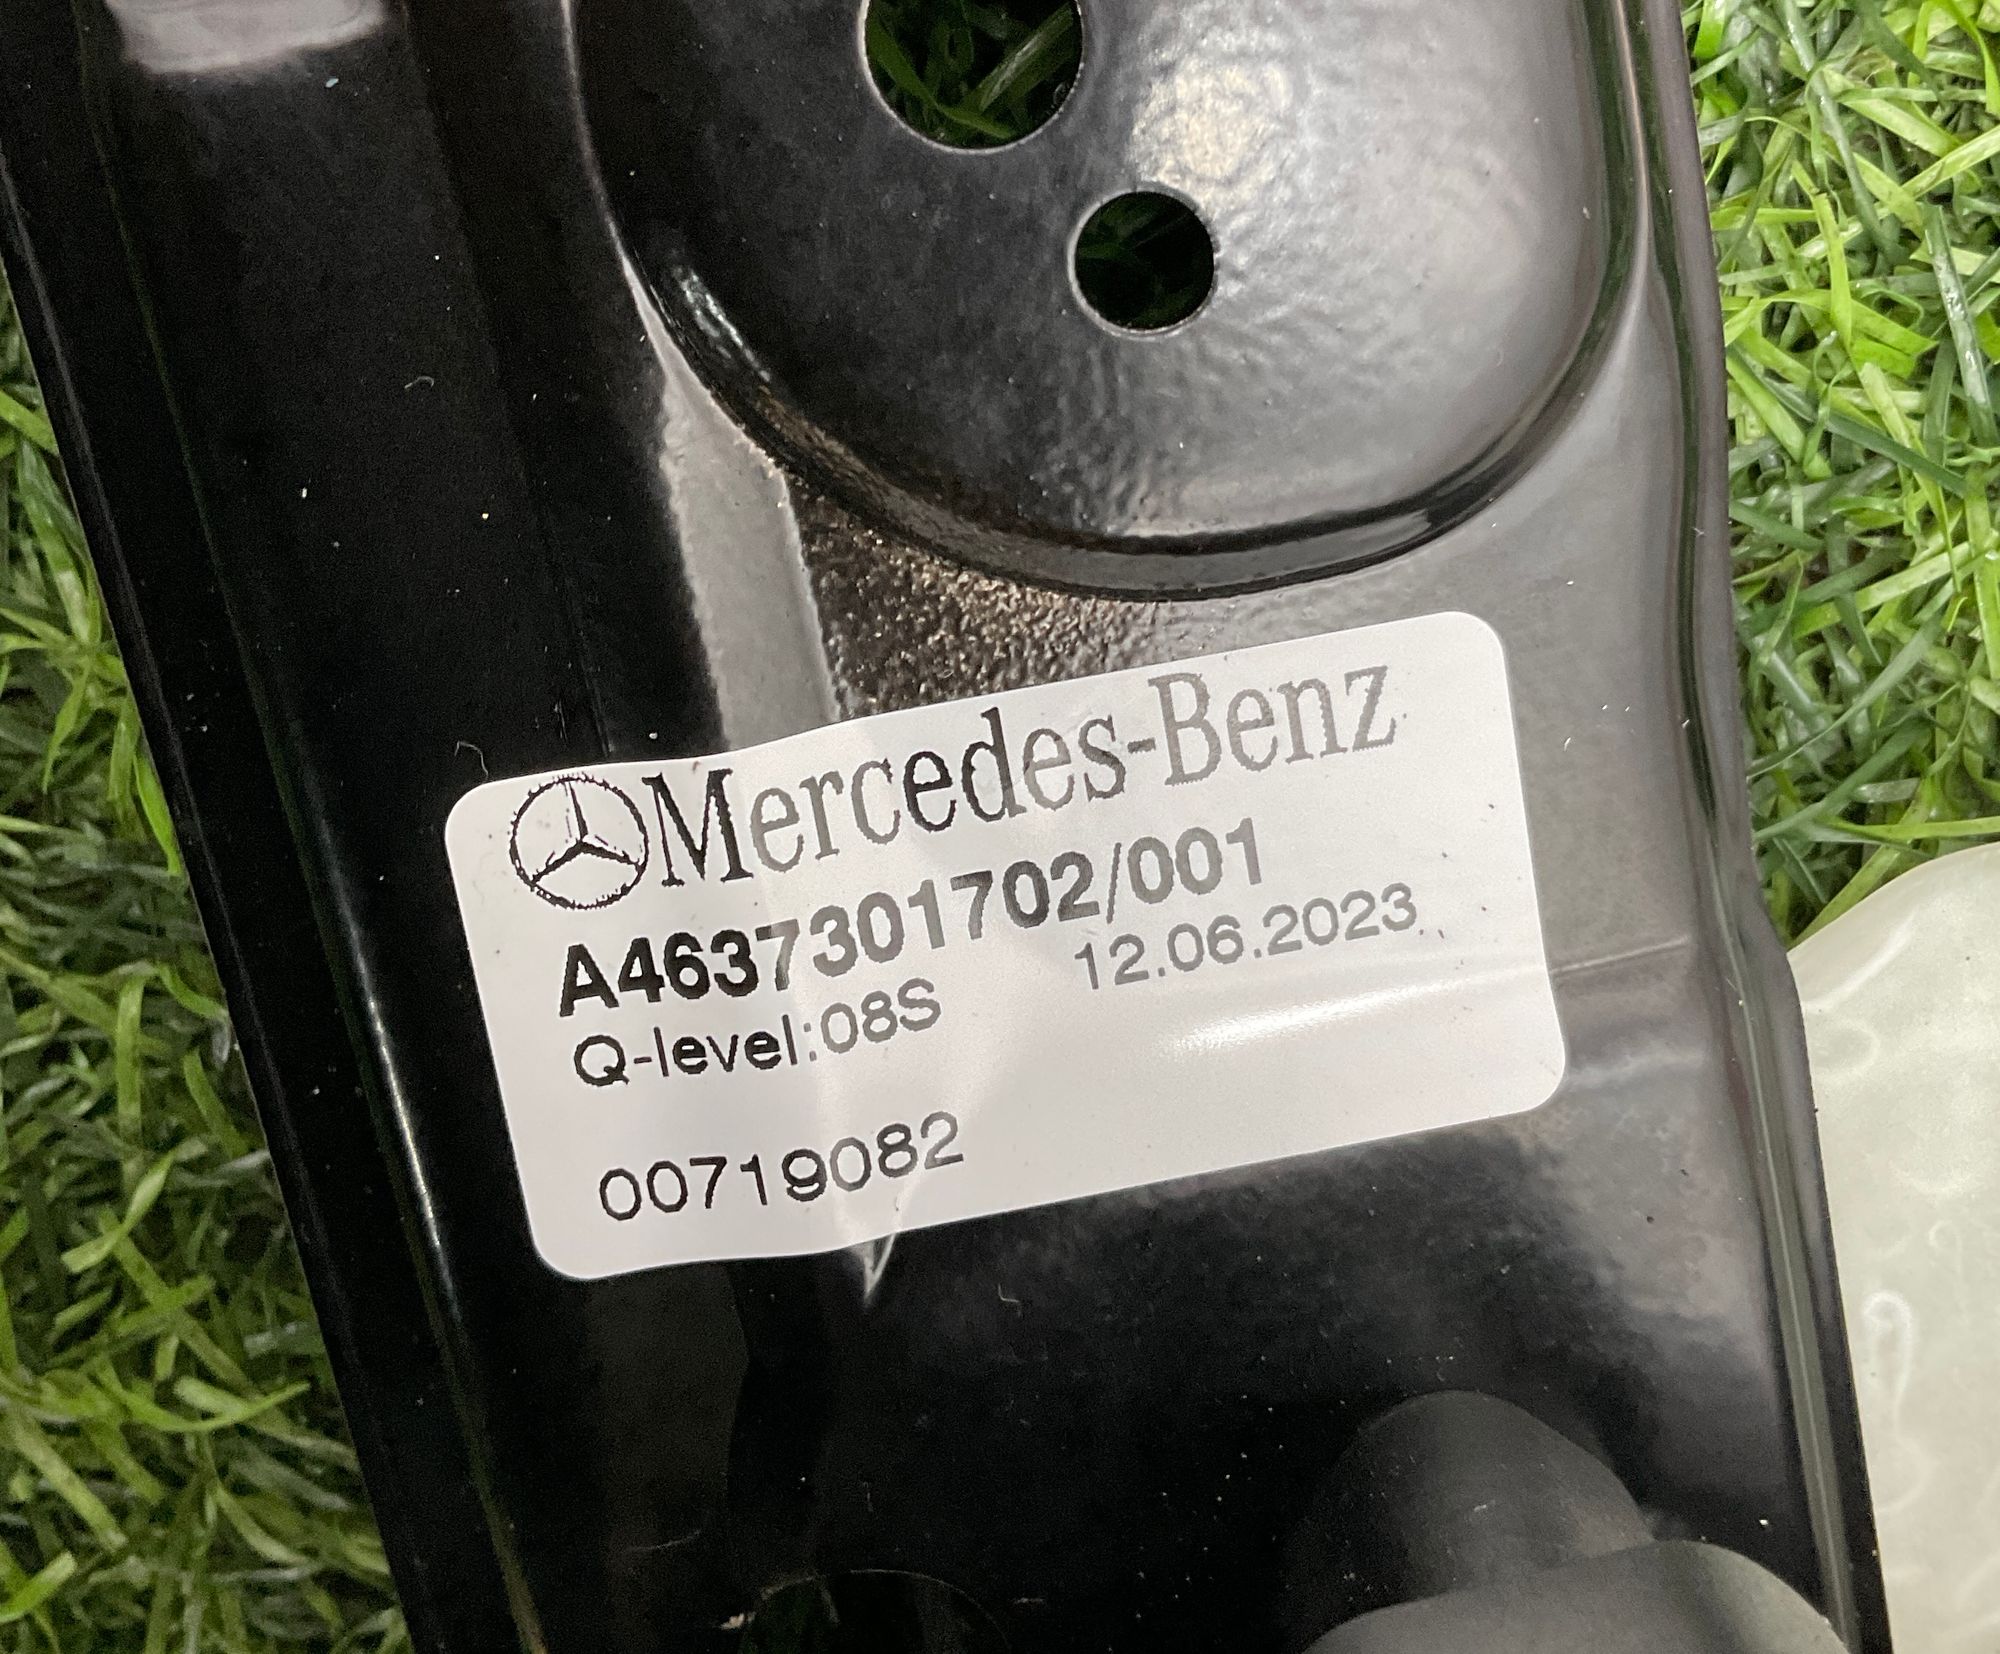 Mercedes-Benz
A4637301702/001
12.06.2023
Q-level:08S
00719082